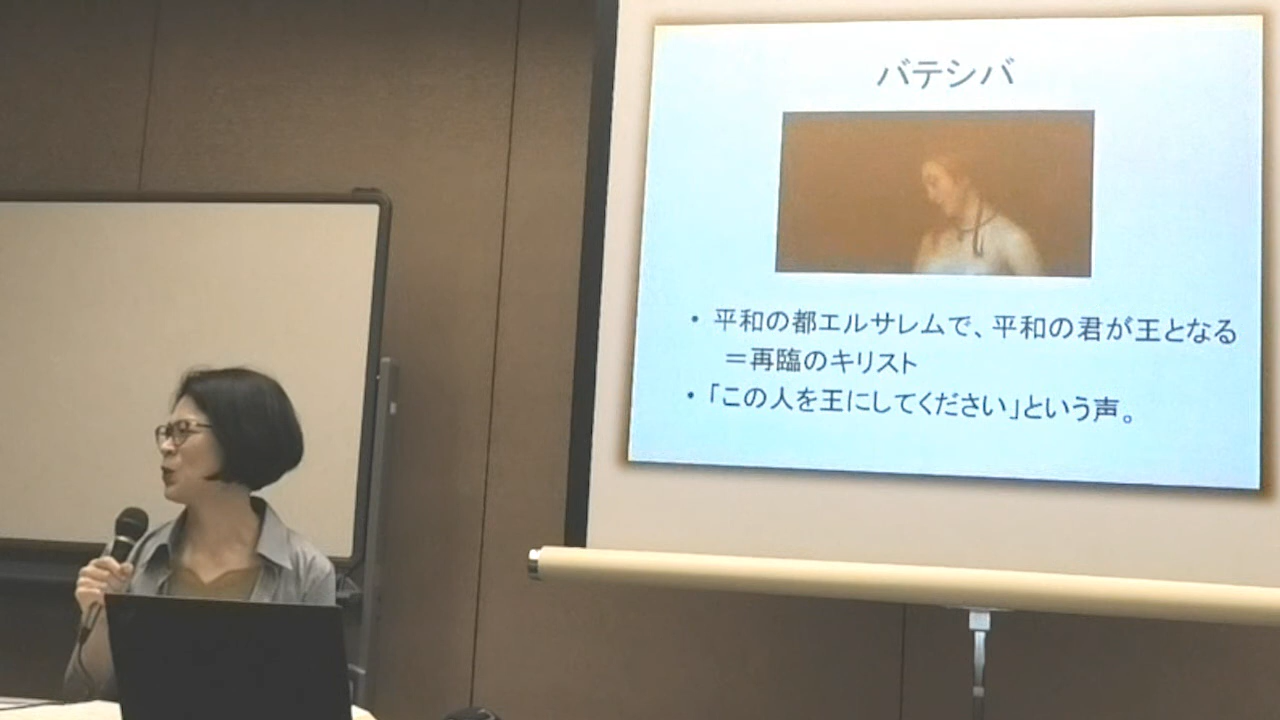 バテシバ
・ 平和の都エルサレムで、平和の君が王となる
＝再臨のキリスト
・ 「この人を王にしてください」という声。